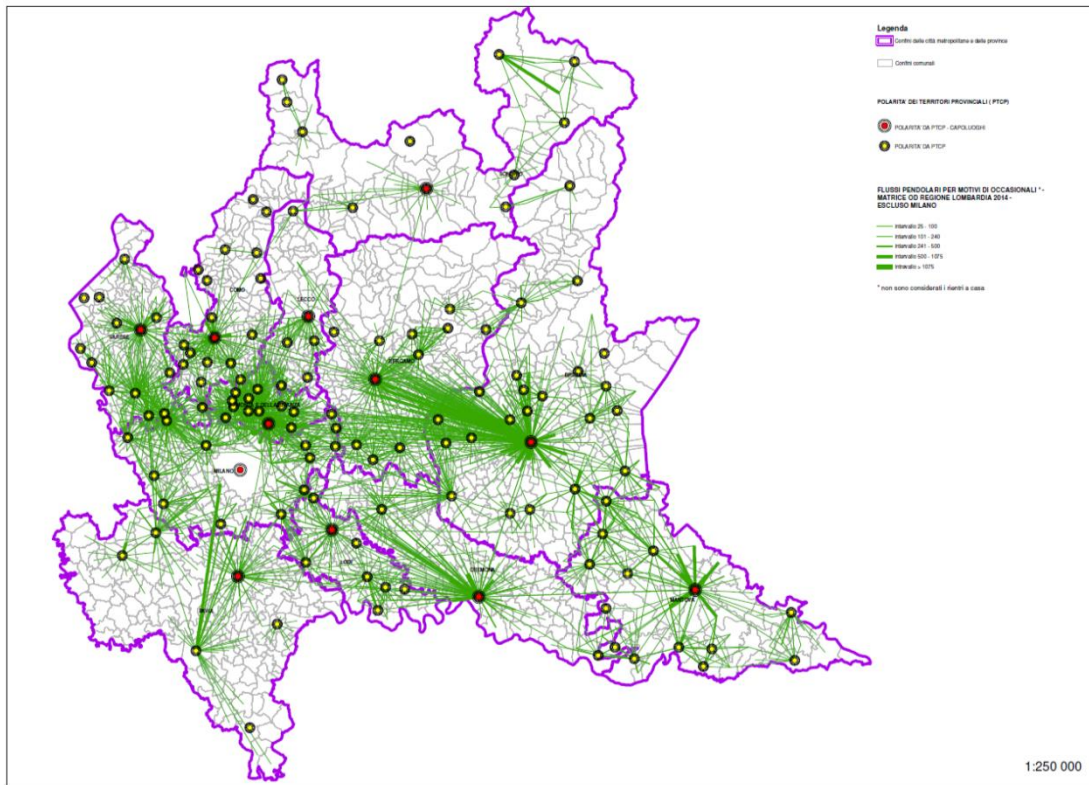 Legenda
Confini della città metropolitana e delle province
Confini comunali
POLARITA' DEI TERRITORI PROVINCIALI ( PTCP)
POLARITA' DA PTCP - CAPOLUOGHI
POLARITA' DA PTCP
FLUSSI PENDOLARI PER MOTIVI DI OCCASIONALI * -
MATRICE OD REGIONE LOMBARDIA 2014 -
ESCLUSO MILANO
intervallo 25 - 100
intervallo 101 - 240
intervallo 241 - 500
intervallo 500 - 1075
intervallo > 1075
* non sono considerati i rientri a casa
COMO
LECCO
VARESE
MILANO
LODI
CREMONA
PAVIA
MANTOVA
1:250 000